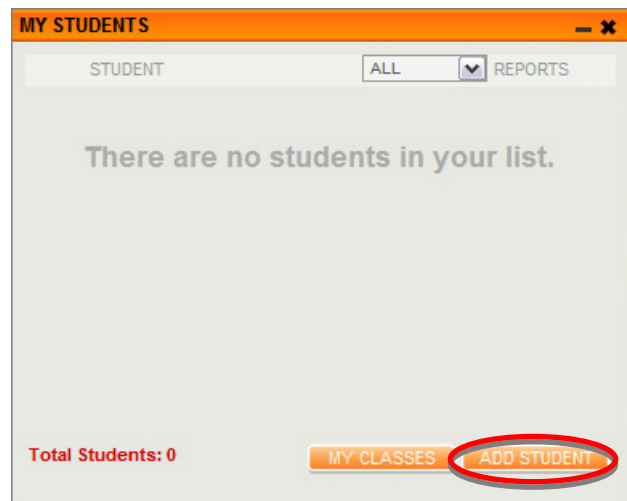 MY STUDENTS
STUDENT ALL REPORTS
There are no students in your list.
Total Students: 0 MY CLASSES ADD STUDENT